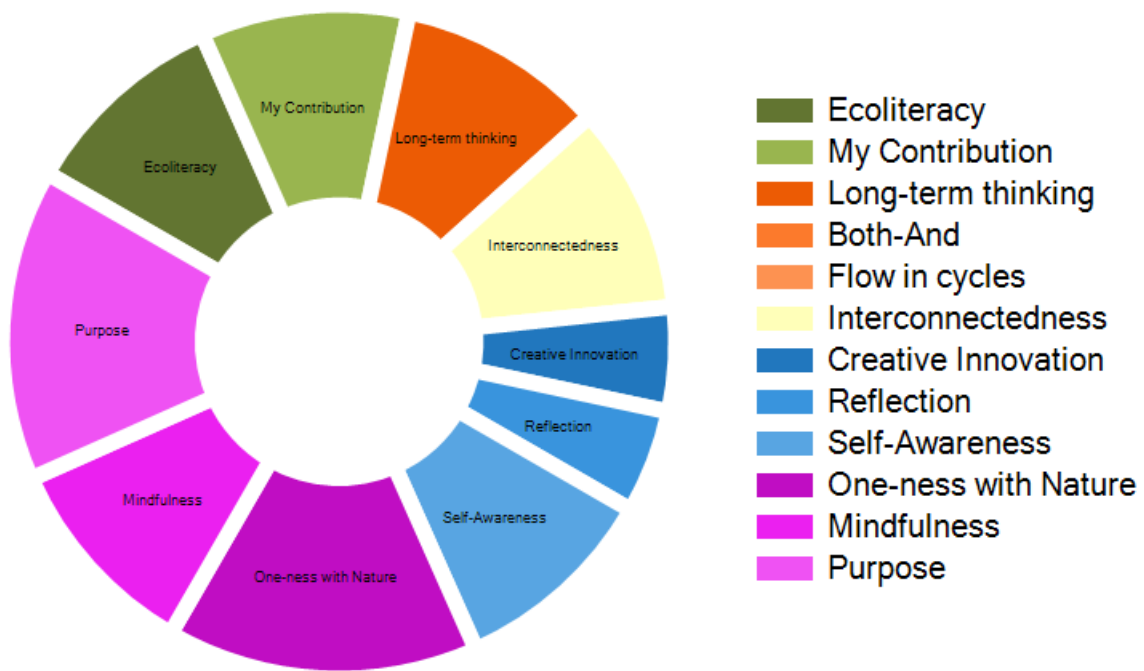 My Contribution
Long-term thinking
Ecoliteracy
Interconnectedness
Purpose
Creative Innovation
Reflection
Mindfulness
Self-Awareness
One-ness with Nature
Ecoliteracy
My Contribution
Long-term thinking
Both-And
Flow in cycles
Interconnectedness
Creative Innovation
Reflection
Self-Awareness
One-ness with Nature
Mindfulness
Purpose